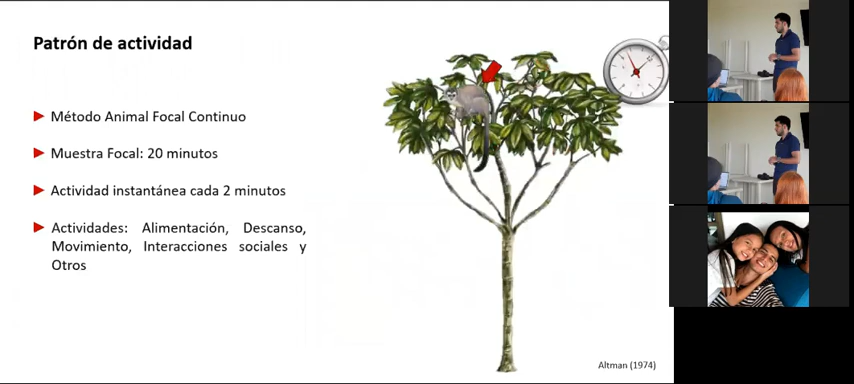 Patrón de actividad
Método Animal Focal Continuo
Muestra Focal: 20 minutos
Actividad instantánea cada 2 minutos
Actividades: Alimentación, Descanso,
Movimiento, Interacciones sociales y
Otros
Altman (1974)